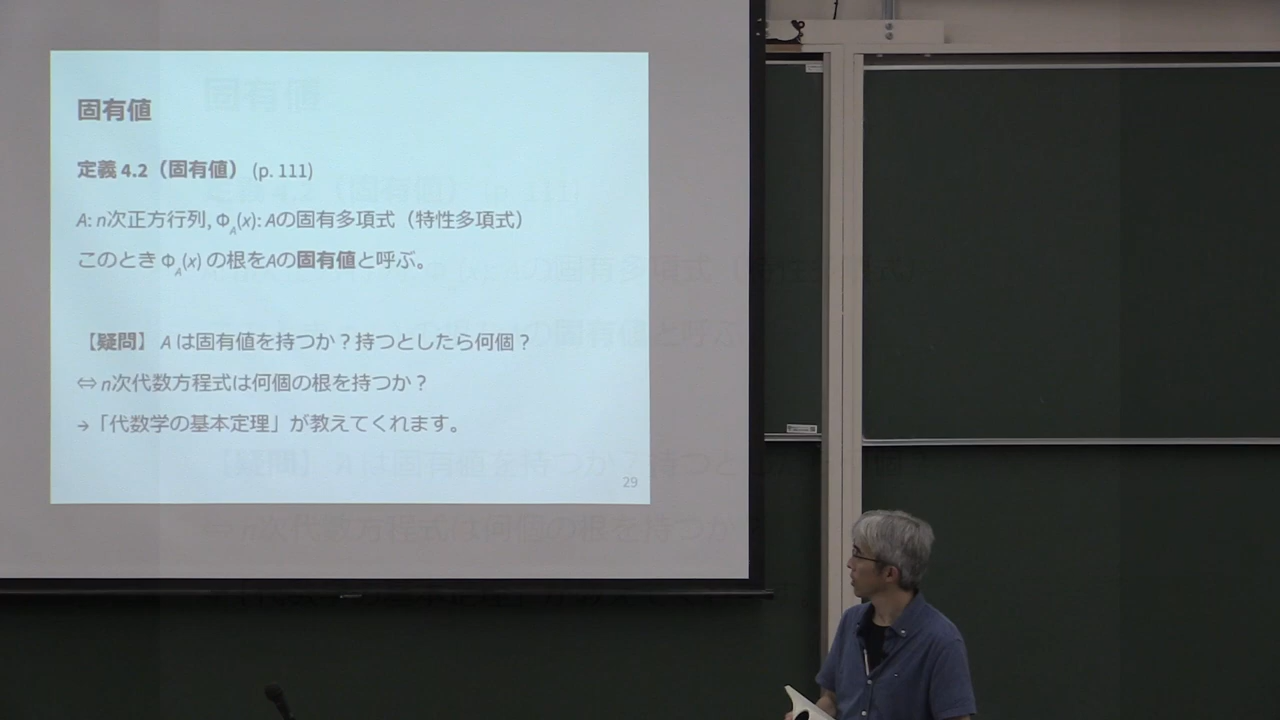 固有値
定義 4.2（固有値） (p. 111)
A: n次正方行列, Φ_A(x): Aの固有多項式（特性多項式）
このとき Φ_A(x) の根をAの固有値と呼ぶ。
【疑問】 A は固有値を持つか？持つとしたら何個？
⇔ n次代数方程式は何個の根を持つか？
→「代数学の基本定理」が教えてくれます。
29